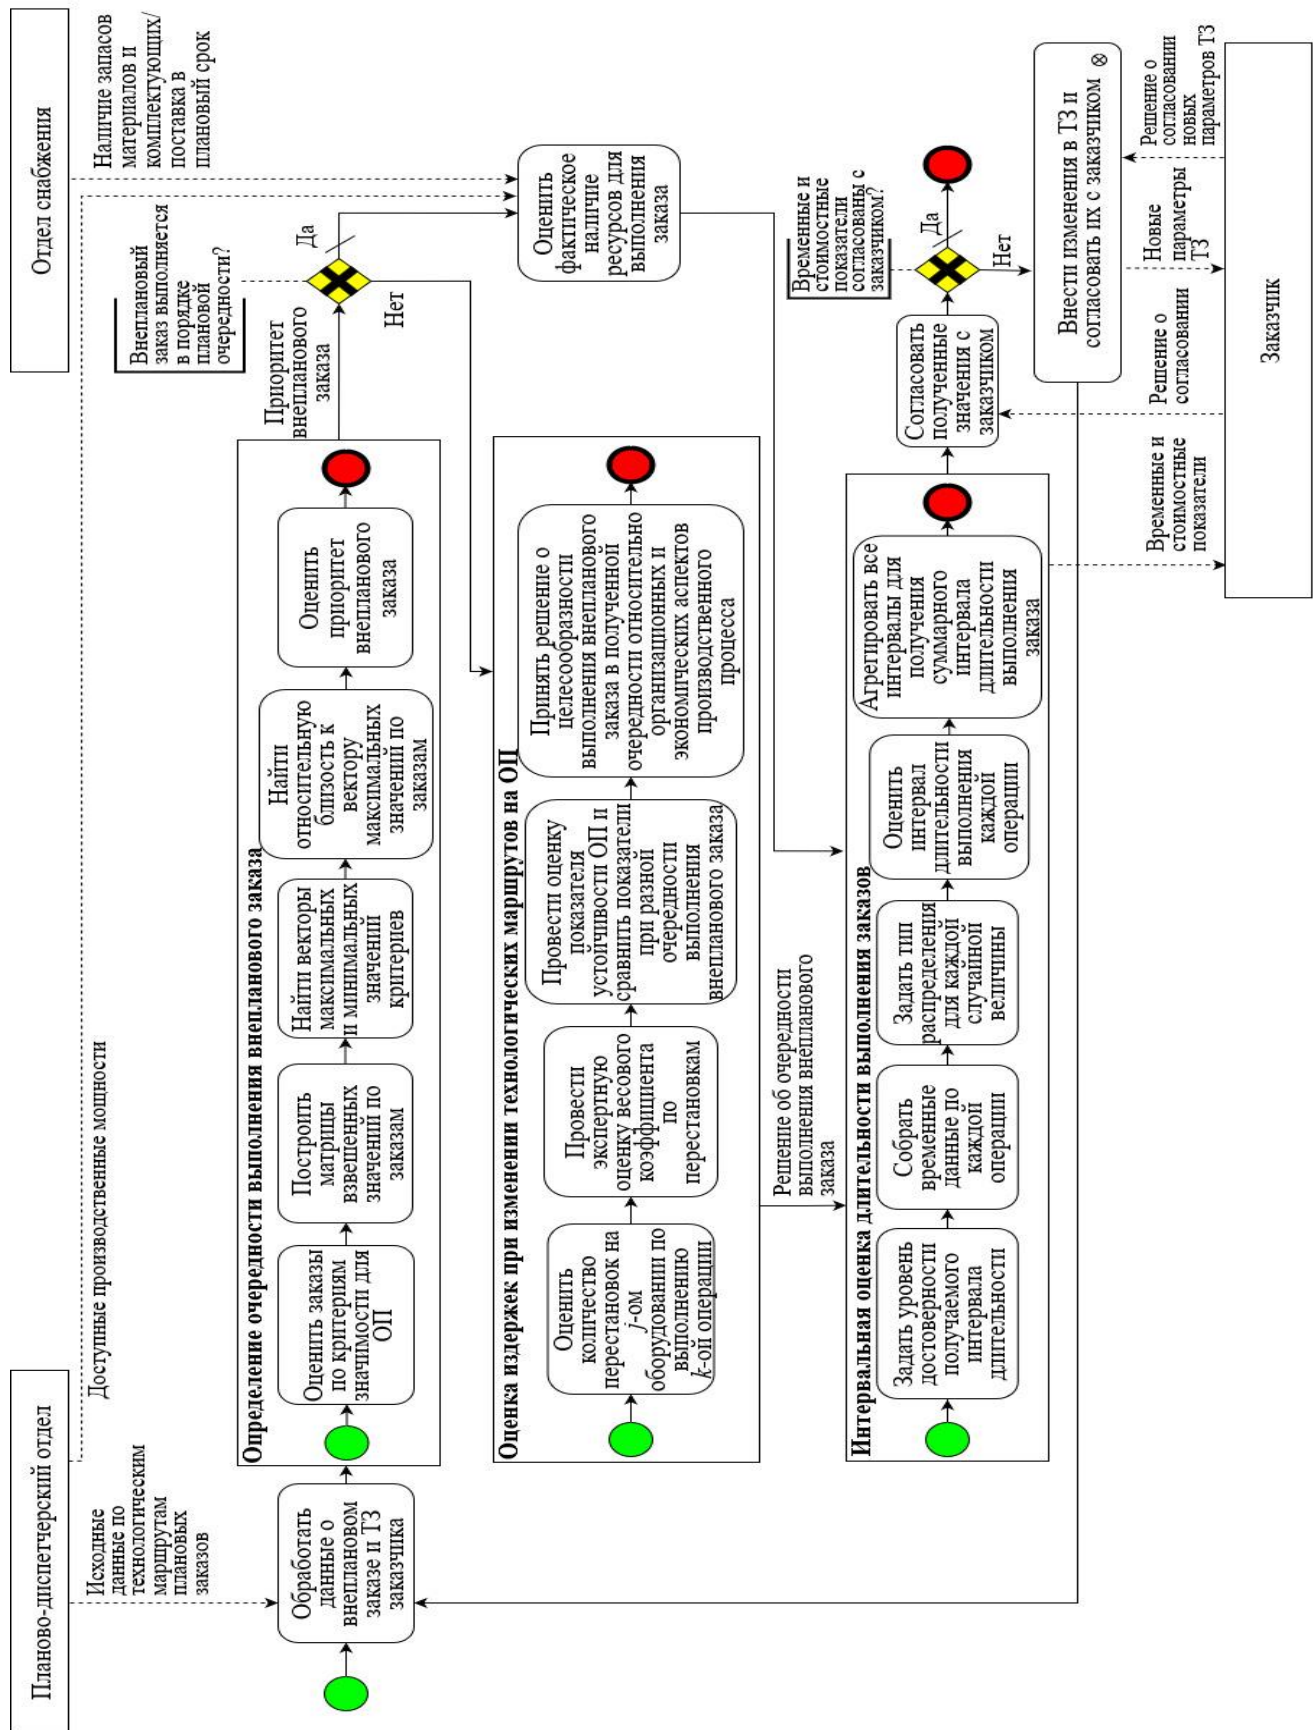 Планово-диспетчерский отдел
Отдел снабжения
Исходные
данные по
технологическим
маршрутам
плановых
заказов
Доступные производственные мощности
Наличие запасов
материалов и
комплектующих/
поставка в
плановый срок
Обработать
данные о
внеплановом
заказе и ТЗ
заказчика
Определение очередности выполнения внепланового заказа
Оценить заказы
по критериям
значимости для
ОП
Построить
матрицы
взвешенных
значений по
заказам
Найти векторы
максимальных
и минимальных
значений
критериев
Найти
относительную
близость к
вектору
максимальных
значений по
заказам
Оценить
приоритет
внепланового
заказа
Приоритет
внепланового
заказа
Внеплановый
заказ выполняется
в порядке
плановой
очередности?
Да
Нет
Оценить
фактическое
наличие
ресурсов для
выполнения
заказа
Оценка издержек при изменении технологических маршрутов на ОП
Оценить
количество
перестановок на
j-ом
оборудовании по
выполнению
k-ой операции
Провести
экспертную
оценку весового
коэффициента
по
перестановкам
Провести оценку
показателя
устойчивости ОП и
сравнить показатели
при разной
очередности
выполнения
внепланового заказа
Принять решение о
целесообразности
выполнения внепланового
заказа в полученной
очередности относительно
организационных и
экономических аспектов
производственного
процесса
Решение об очередности
выполнения внепланового
заказа
Интервальная оценка длительности выполнения заказов
Задать уровень
достоверности
получаемого
интервала
длительности
Собрать
временные
данные по
каждой
операции
Задать тип
распределения
для каждой
случайной
величины
Оценить
интервал
длительности
выполнения
каждой
операции
Агрегировать все
интервалы для
получения
суммарного
интервала
длительности
выполнения
заказа
Согласовать
полученные
значения с
заказчиком
Временные и
стоимостные
показатели
согласованы с
заказчиком?
Да
Нет
Внести изменения в ТЗ и
согласовать их с заказчиком
Временные и
стоимостные
показатели
Решение о
согласовании
Новые
параметры
ТЗ
Решение о
согласовании
новых
параметров ТЗ
Заказчик